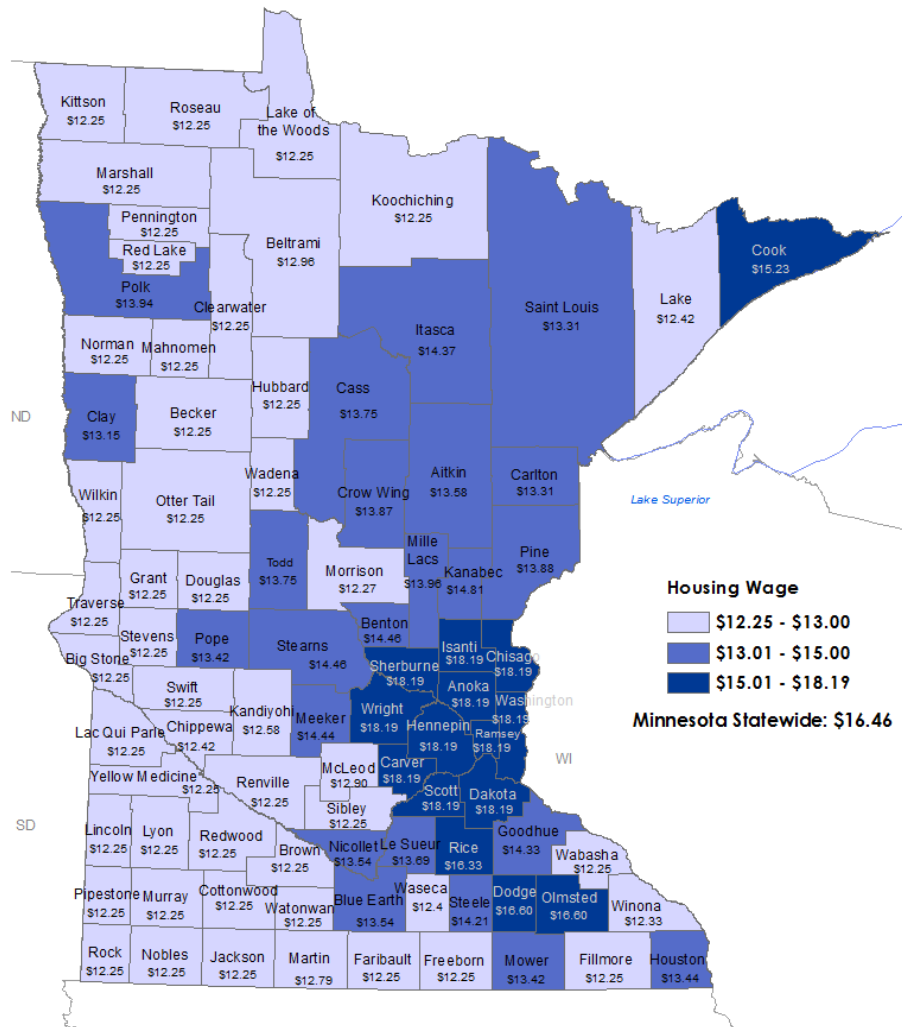 Kittson
$12.25
Roseau
$12.25
Lake of
the Woods
$12.25
Marshall
$12.25
Koochiching
$12.25
Pennington
$12.25
Red Lake
$12.25
Beltrami
$12.96
Cook
$15.23
Polk
$13.94
Clearwater
$12.25
Saint Louis
$13.31
Lake
$12.42
Itasca
$14.37
Norman
$12.25
Mahnomen
$12.25
Hubbard
$12.25
Cass
$13.75
ND
Clay
$13.15
Becker
$12.25
Wadena
$12.25
Crow Wing
$13.87
Aitkin
$13.58
Carlton
$13.31
Lake Superior
Wilkin
$12.25
Otter Tail
$12.25
Todd
$13.75
Morrison
$12.27
Mille
Lacs
$13.96
Kanabec
$14.81
Pine
$13.88
Grant
$12.25
Douglas
$12.25
Traverse
$12.25
Housing Wage
$12.25 - $13.00
$13.01 - $15.00
$15.01 - $18.19
Minnesota Statewide: $16.46
Stevens
$12.25
Pope
$13.42
Stearns
$14.46
Benton
$14.46
Isanti
$18.19
Chisago
$18.19
Big Stone
$12.25
Sherburne
$18.19
Anoka
$18.19
Washington
$18.19
Swift
$12.25
Kandiyohi
$12.58
Meeker
$14.44
Wright
$18.19
Hennepin
$18.19
Ramsey
$18.19
Lac Qui Parle
$12.25
Chippewa
$12.42
WI
Yellow Medicine
$12.25
Renville
$12.25
McLeod
$12.90
Carver
$18.19
Scott
$18.19
Dakota
$18.19
Sibley
$12.25
SD
Lincoln
$12.25
Lyon
$12.25
Redwood
$12.25
Brown
$12.25
Nicollet
$13.54
Le Sueur
$13.69
Rice
$16.33
Goodhue
$14.33
Wabasha
$12.25
Pipestone
$12.25
Murray
$12.25
Cottonwood
$12.25
Watonwan
$12.25
Blue Earth
$13.54
Waseca
$12.4
Steele
$14.21
Dodge
$16.60
Olmsted
$16.60
Winona
$12.33
Rock
$12.25
Nobles
$12.25
Jackson
$12.25
Martin
$12.79
Faribault
$12.25
Freeborn
$12.25
Mower
$13.42
Fillmore
$12.25
Houston
$13.44